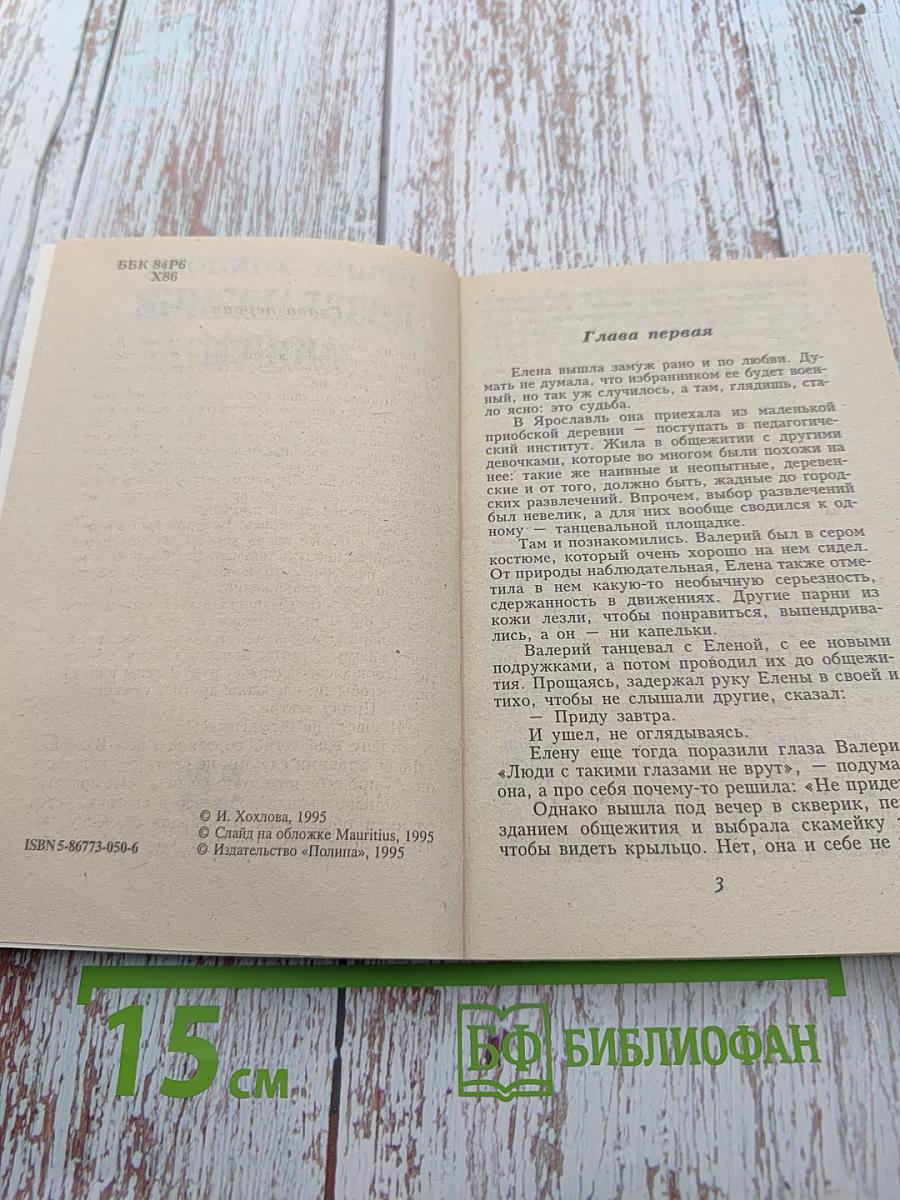 ББК 84Р6
Х86
© И. Хохлова, 1995
© Слайд на обложке Mauritius, 1995
© Издательство «Полина», 1995
ISBN 5-86773-050-6
Глава первая
Елена вышла замуж рано и по любви. Ду-
мать не думала, что избранником ее будет воен-
ный, но так уж случилось, а там, глядишь, ста-
ло ясно: это судьба.
В Ярославль она приехала из маленькой
приобской деревни — поступать в педагогиче-
ский институт. Жила в общежитии с другими
девочками, которые во многом были похожи на
нее: такие же наивные и неопытные, деревен-
ские и от того, должно быть, жадные до город-
ских развлечений. Впрочем, выбор развлечений
был невелик, а для них вообще сводился к од-
ному — танцевальной площадке.
Там и познакомились. Валерий был в сером
костюме, который очень хорошо на нем сидел.
От природы наблюдательная, Елена также отме-
тила в нем какую-то необычную серьезность,
сдержанность в движениях. Другие парни из
кожи лезли, чтобы понравиться, выпендрива-
лись, а он — ни капельки.
Валерий танцевал с Еленой, с ее новыми
подружками, а потом проводил их до общежи-
тия. Прощаясь, задержал руку Елены в своей и
тихо, чтобы не слышали другие, сказал:
— Приду завтра.
И ушел, не оглядываясь.
Елену еще тогда поразили глаза Валери
«Люди с такими глазами не врут», — подума
она, а про себя почему-то решила: «Не придет
Однако вышла под вечер в скверик, пе
зданием общежития и выбрала скамейку
чтобы видеть крыльцо. Нет, она и себе не
3
15 см
БФ БИБЛИОФАН